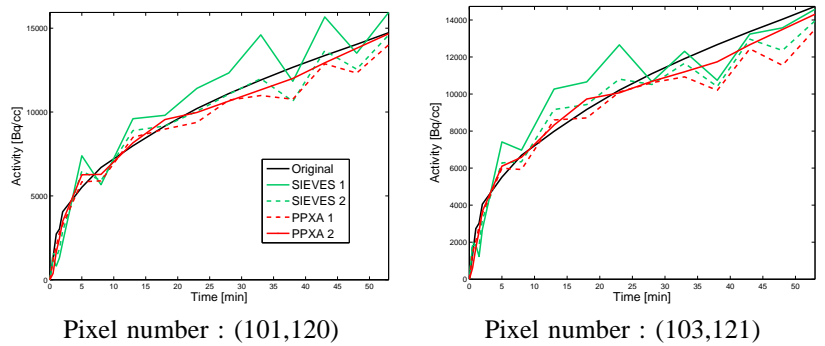 15000
10000
5000
0
Activity [Bq/cc]
0 5 10 15 20 25 30 35 40 45 50
Time [min]
Original
SIEVES 1
SIEVES 2
PPXA 1
PPXA 2
Pixel number : (101,120)
14000
12000
10000
8000
6000
4000
2000
0
Activity [Bq/cc]
0 5 10 15 20 25 30 35 40 45 50
Time [min]
Pixel number : (103,121)